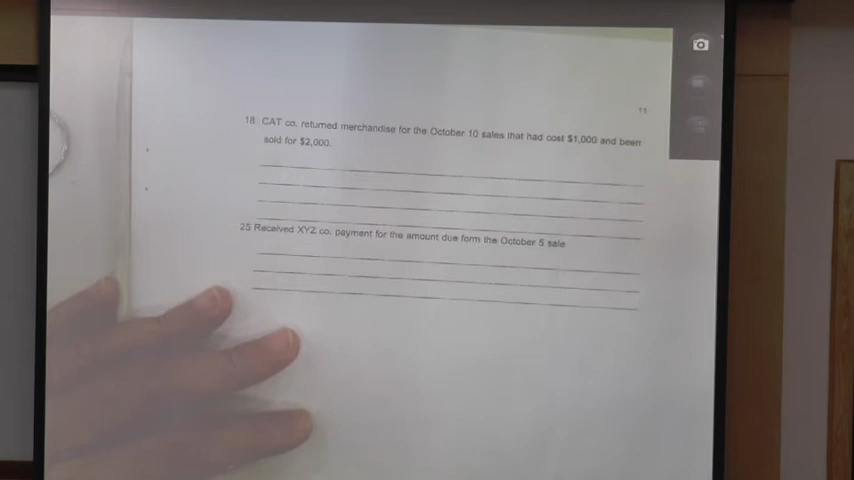 11
18 CAT co. returned merchandise for the October 10 sales that had cost $1,000 and been
sold for $2,000.
25 Received XYZ co. payment for the amount due form the October 5 sale